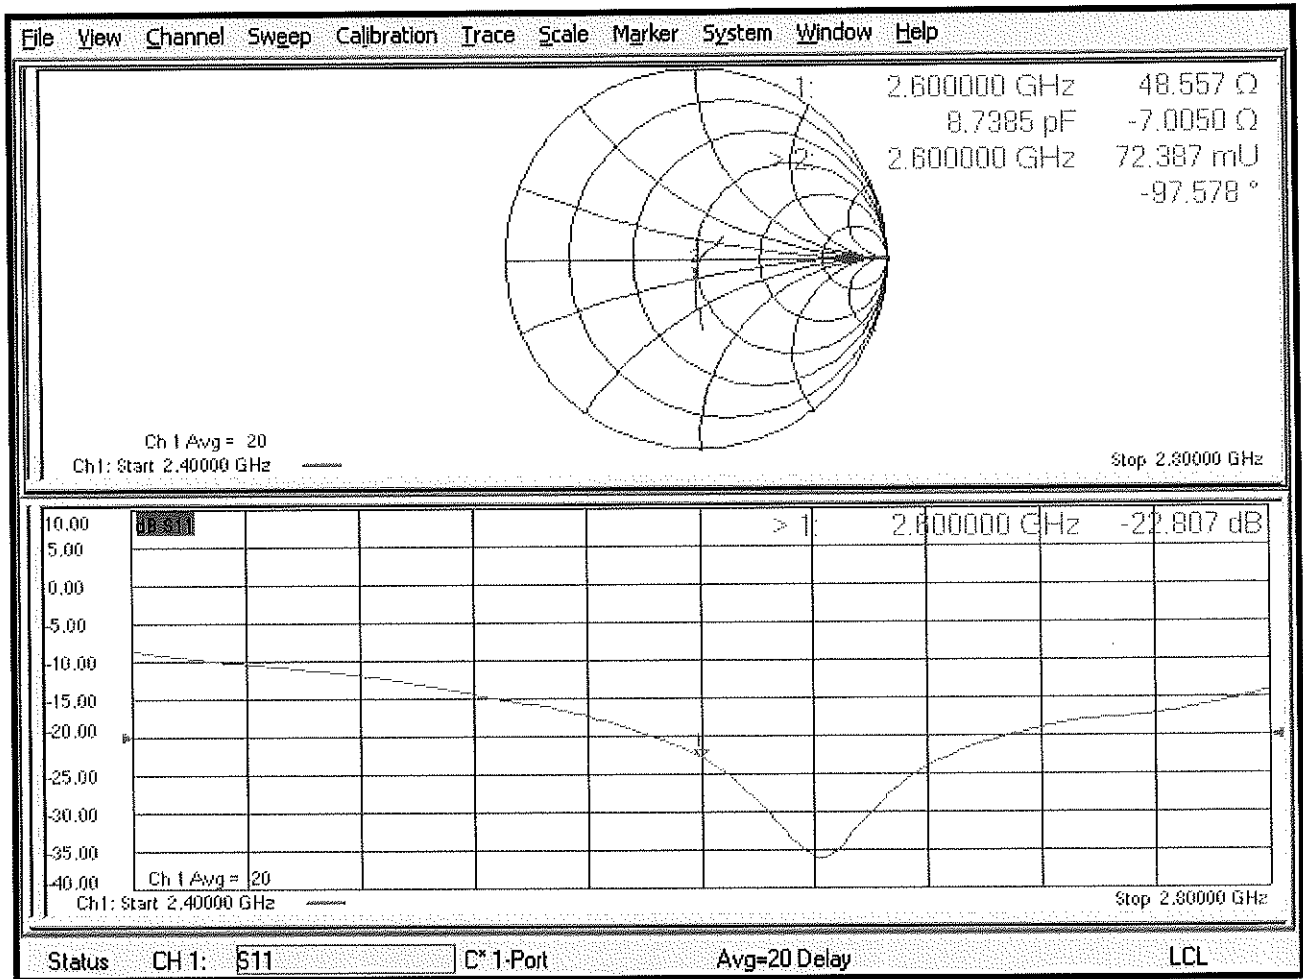 File View Channel Sweep Calibration Trace Scale Marker System Window Help
1: 2.600000 GHz 48.557 Ω
8.7385 pF -7.0050 Ω
> 2: 2.600000 GHz 72.387 mU
-97.578 °
Ch 1 Avg = 20
Ch1: Start 2.40000 GHz
Stop 2.80000 GHz
10.00
dB S11
> 1: 2.600000 GHz -22.807 dB
5.00
0.00
-5.00
-10.00
-15.00
-20.00
1
-25.00
-30.00
-35.00
-40.00
Ch 1 Avg = 20
Ch1: Start 2.40000 GHz
Stop 2.80000 GHz
Status CH 1: S11 C* 1-Port Avg=20 Delay LCL